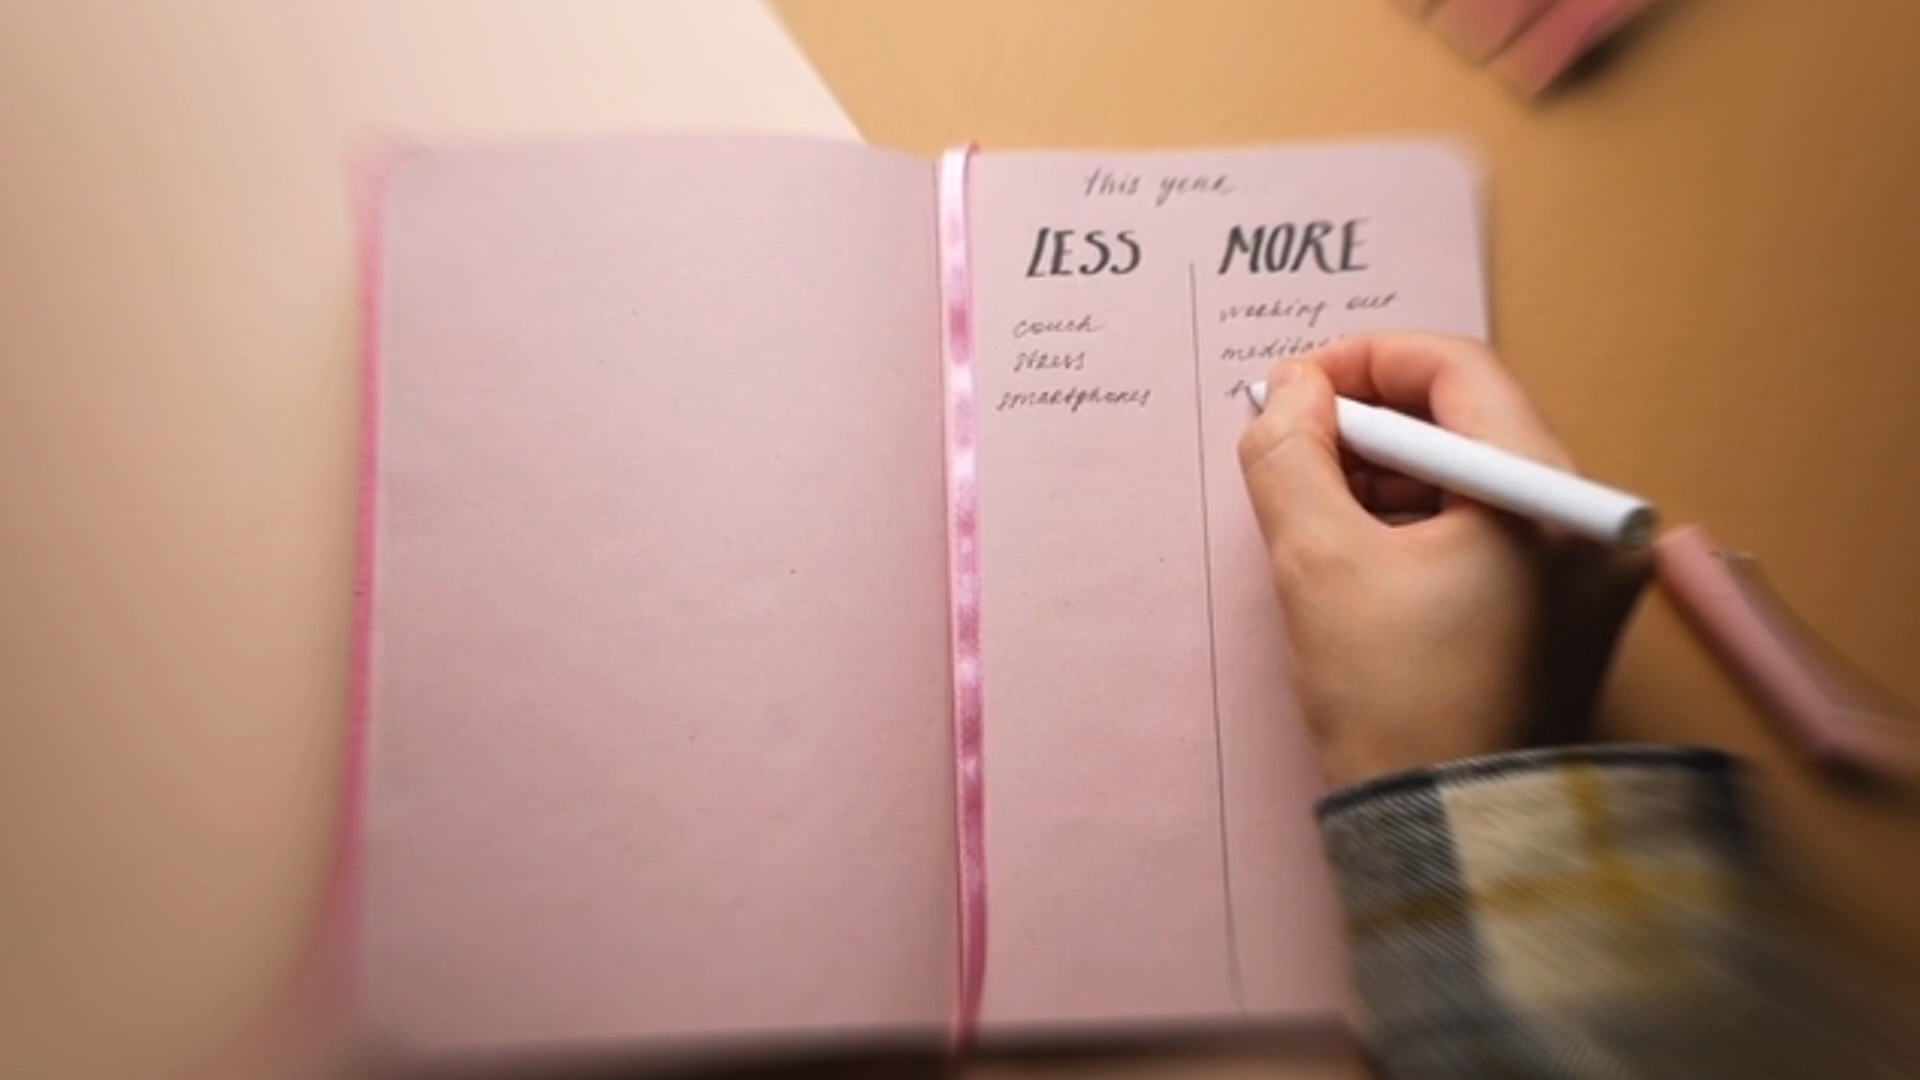 this year...
LESS
MORE
couch
stress
smartphones
working out